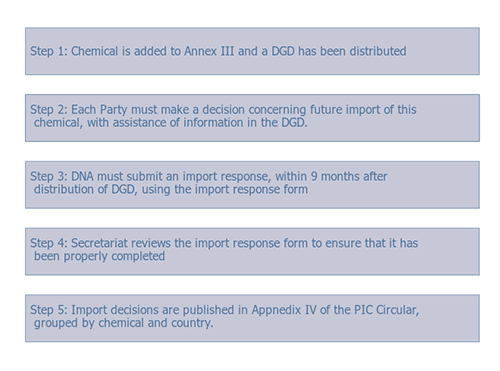 Step 1: Chemical is added to Annex III and a DGD has been distributed
Step 2: Each Party must make a decision concerning future import of this
chemical, with assistance of information in the DGD.
Step 3: DNA must submit an import response, within 9 months after
distribution of DGD, using the import response form
Step 4: Secretariat reviews the import response form to ensure that it has
been properly completed
Step 5: Import decisions are published in Appnedix IV of the PIC Circular,
grouped by chemical and country.